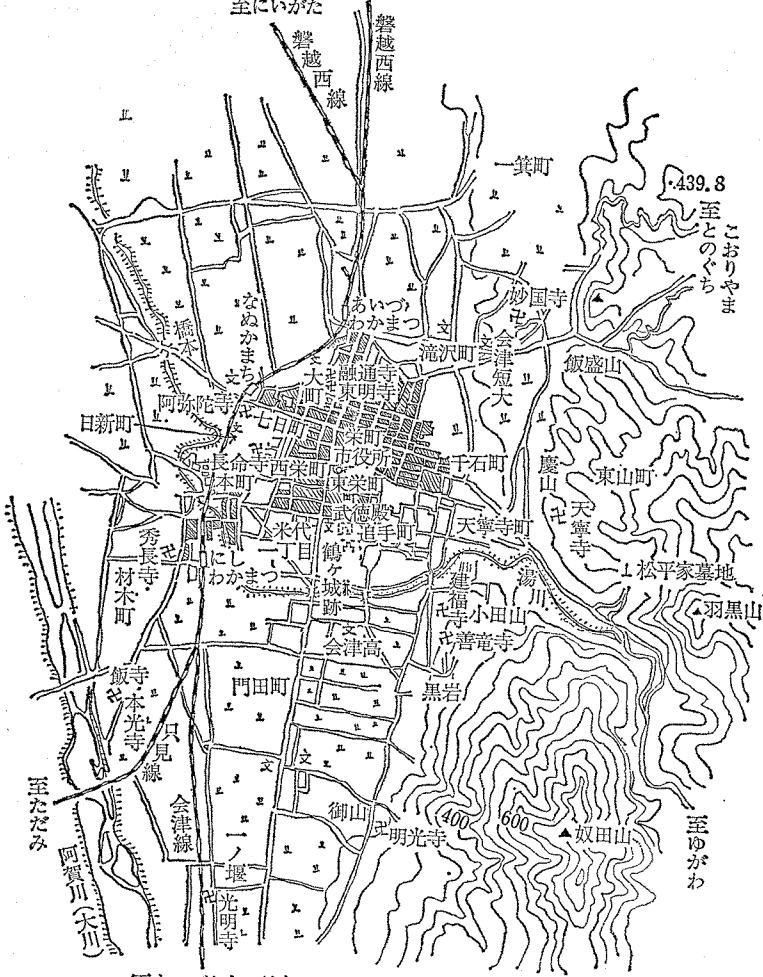 至にいがた
磐越西線
磐越西線
一箕町
・439.8
至とのぐち
こおりやま
妙国寺
あいづわかまつ
なぬかまち
橋本
滝沢町
会津短大
飯盛山
大町
融通寺
東明寺
阿弥陀寺
七日町
日新町
栄町
市役所
長命寺
西栄町
東栄町
千石町
慶山
東山町
天寧寺
本町
武徳殿
米代一丁目
追手町
天寧寺町
秀長寺
にしわかまつ
鶴ヶ城跡
湯川
松平家墓地
羽黒山
材木町
建福寺
小田山
善竜寺
会津高
飯寺
本光寺
門田町
黒岩
只見線
会津線
至ただみ
御山
明光寺
400
600
奴田山
至ゆがわ
一ノ堰
阿賀川(大川)
光明寺